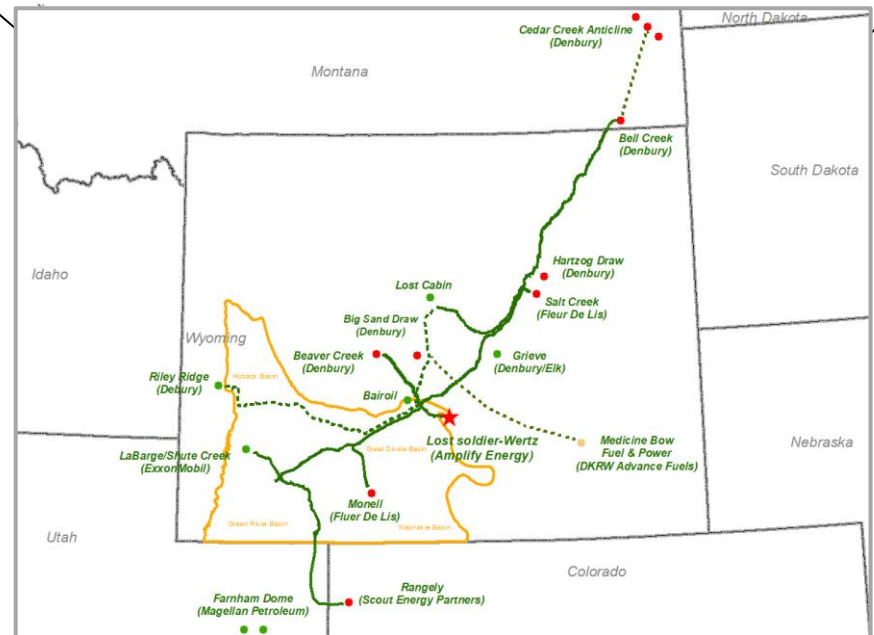 N
North Dakota
Cedar Creek Anticline
(Denbury)
Montana
Bell Creek
(Denbury)
South Dakota
Idaho
Hartzog Draw
(Denbury)
Lost Cabin
Salt Creek
(Fleur De Lis)
Big Sand Draw
(Denbury)
Wyoming
Beaver Creek
(Denbury)
Grieve
(Denbury/Elk)
Hoback Basin
Riley Ridge
(Debury)
Bairoil
Lost soldier-Wertz
(Amplify Energy)
Medicine Bow
Fuel & Power
(DKRW Advance Fuels)
Nebraska
Great Divide Basin
LaBarge/Shute Creek
(ExxonMobil)
Monell
(Fluer De Lis)
Green River Basin
Washakie Basin
Utah
Colorado
Rangely
(Scout Energy Partners)
Farnham Dome
(Magellan Petroleum)